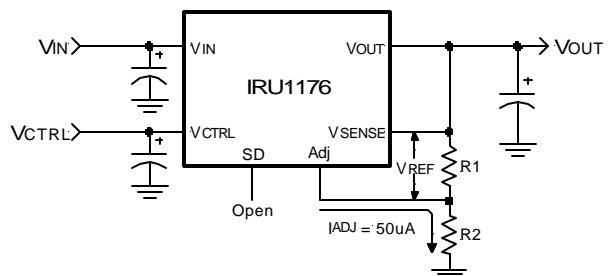 VIN VIN VOUT VOUT
IRU1176
VCTRL VCTRL VSENSE
SD Adj VREF R1
Open IADJ = 50uA R2